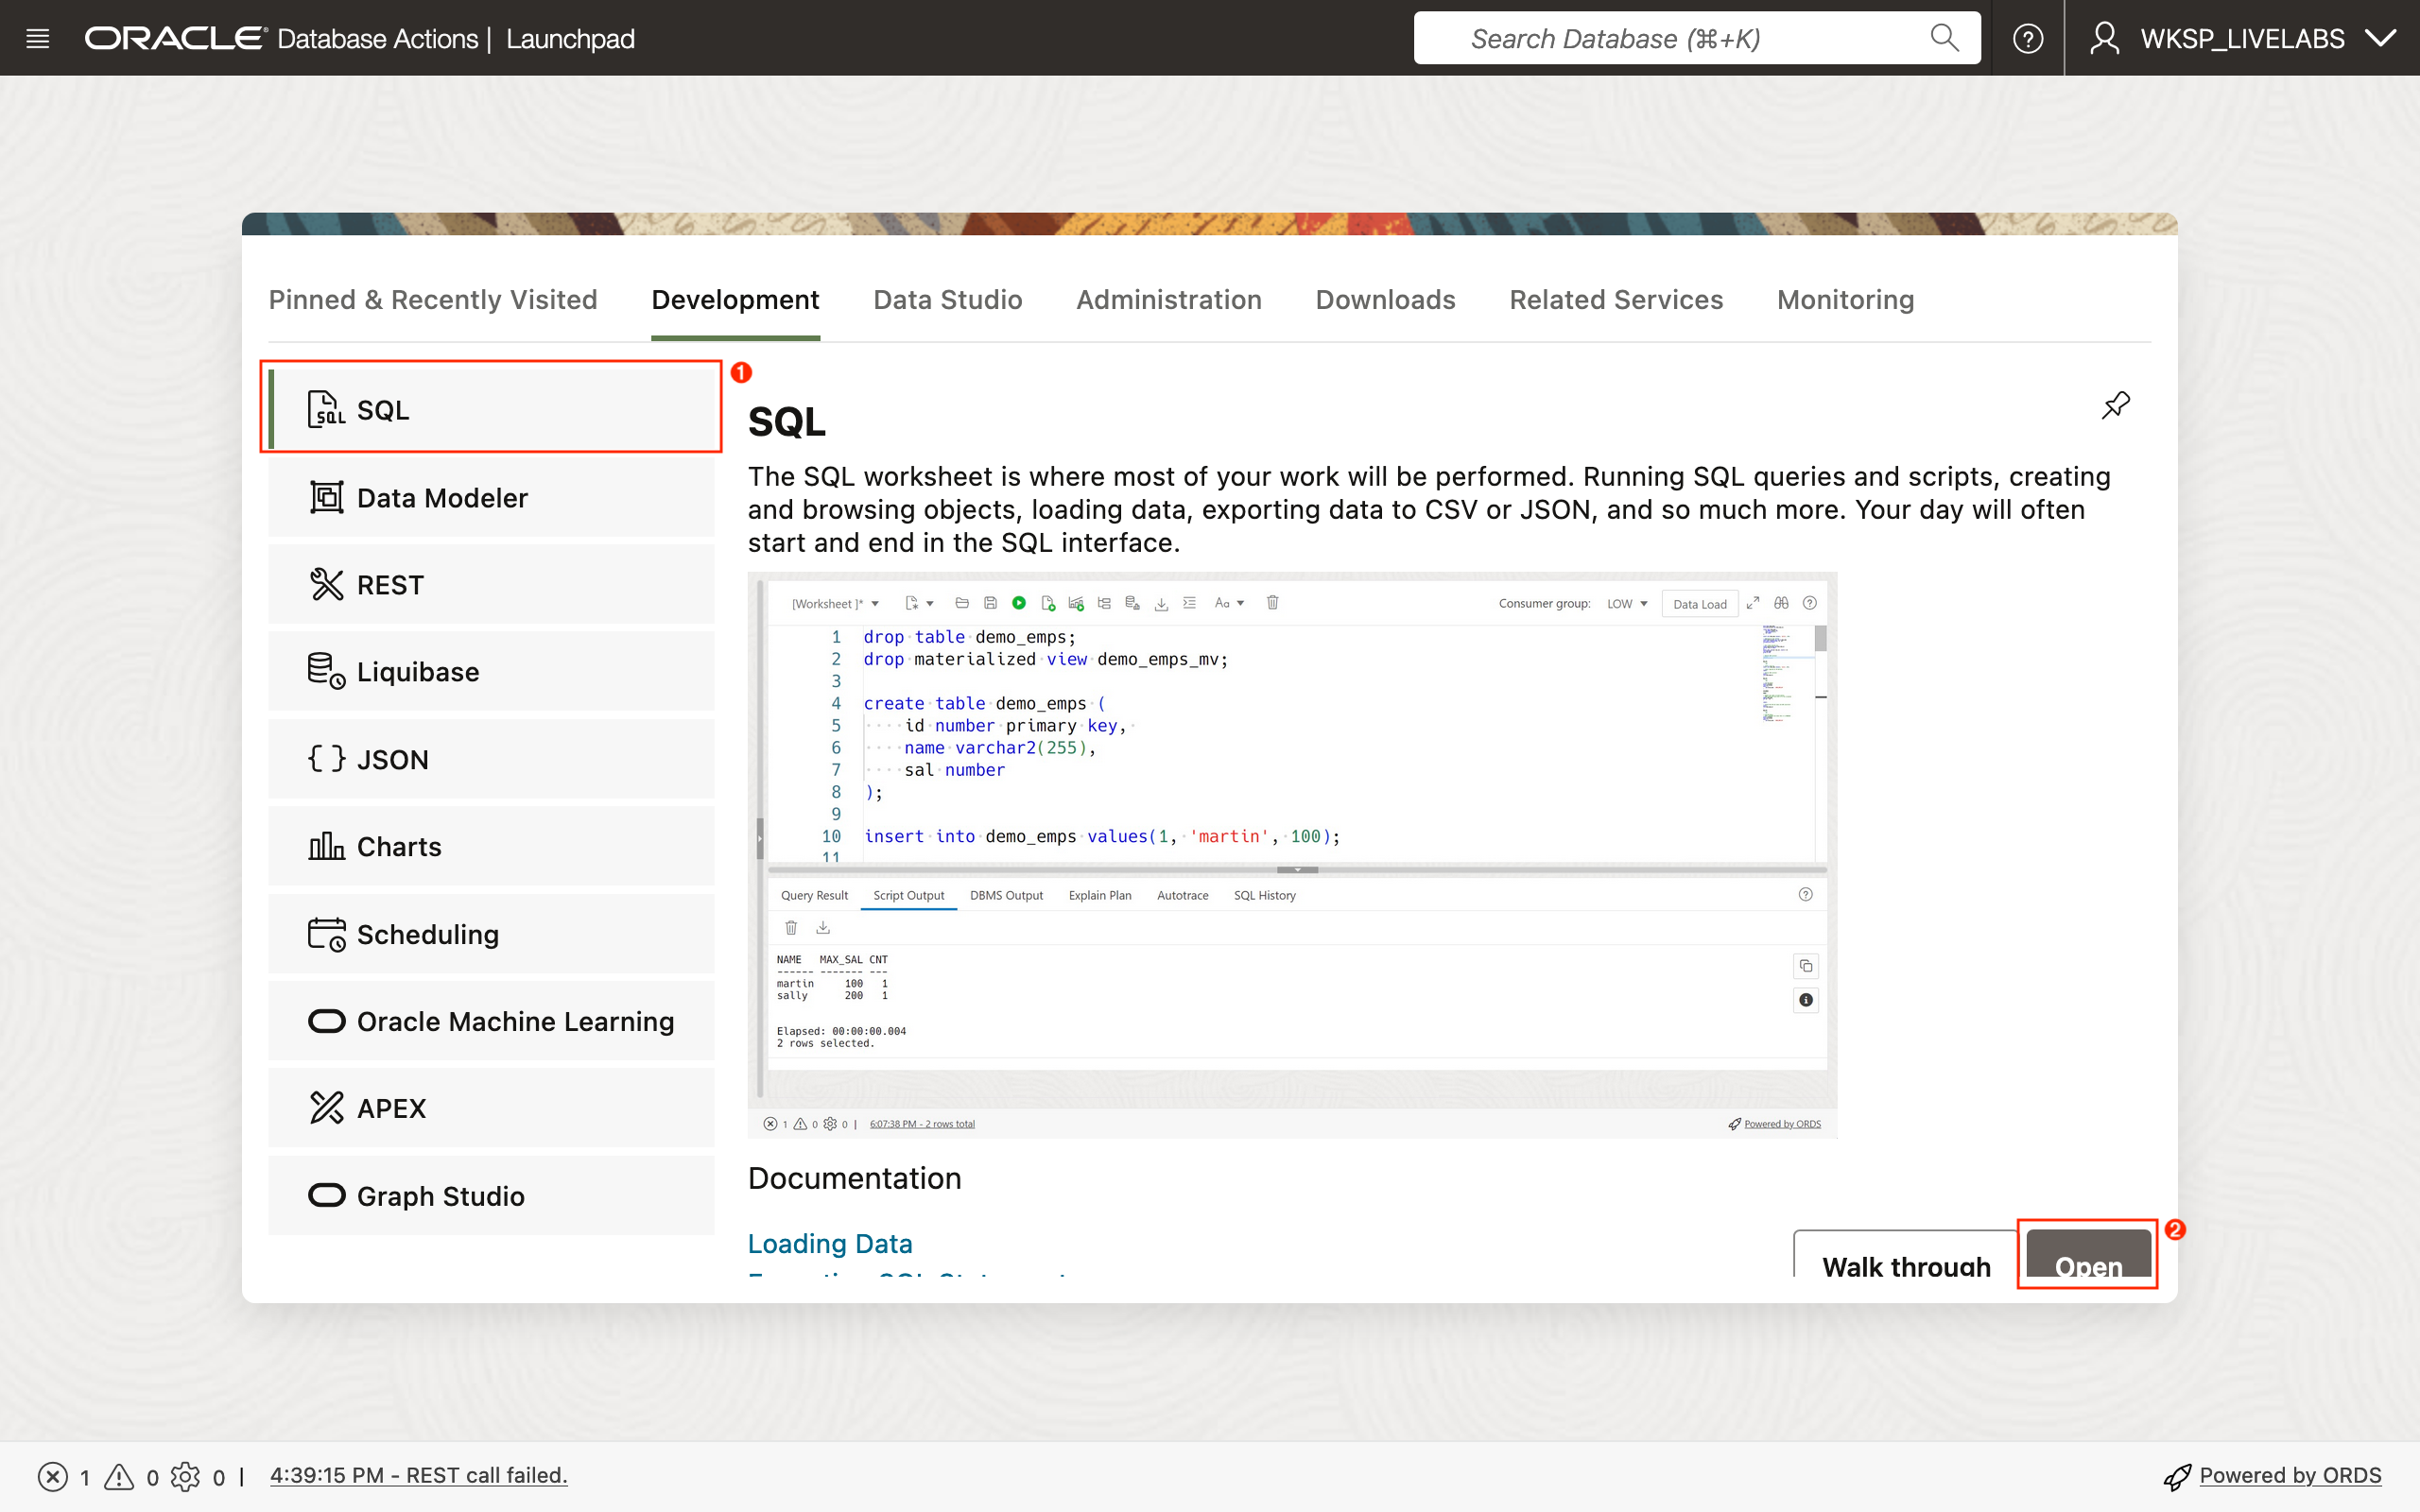 ORACLE® Database Actions | Launchpad
Search Database (⌘+K)
WKSP_LIVELABS
Pinned & Recently Visited
Development
Data Studio
Administration
Downloads
Related Services
Monitoring
SQL
1
Data Modeler
REST
Liquibase
JSON
Charts
Scheduling
Oracle Machine Learning
APEX
Graph Studio
SQL
The SQL worksheet is where most of your work will be performed. Running SQL queries and scripts, creating
and browsing objects, loading data, exporting data to CSV or JSON, and so much more. Your day will often
start and end in the SQL interface.
[Worksheet ]*
Aa
Consumer group: LOW
Data Load
1 drop table demo_emps;
2 drop materialized view demo_emps_mv;
3
4 create table demo_emps (
5 id number primary key,
6 name varchar2(255),
7 sal number
8 );
9
10 insert into demo_emps values(1, 'martin', 100);
11
Query Result
Script Output
DBMS Output
Explain Plan
Autotrace
SQL History
NAME MAX_SAL CNT
------ ------- ---
martin 100 1
sally 200 1
Elapsed: 00:00:00.004
2 rows selected.
1 0 0 | 6:07:38 PM - 2 rows total
Powered by ORDS
Documentation
Loading Data
Walk through
Open
2
1 0 0 | 4:39:15 PM - REST call failed.
Powered by ORDS